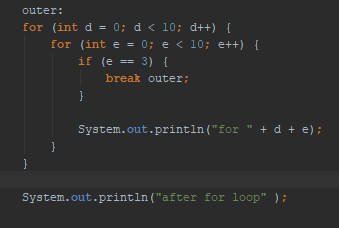 outer:
for (int d = 0; d < 10; d++) {
    for (int e = 0; e < 10; e++) {
        if (e == 3) {
            break outer;
        }

        System.out.println("for " + d + e);
    }
}

System.out.println("after for loop" );